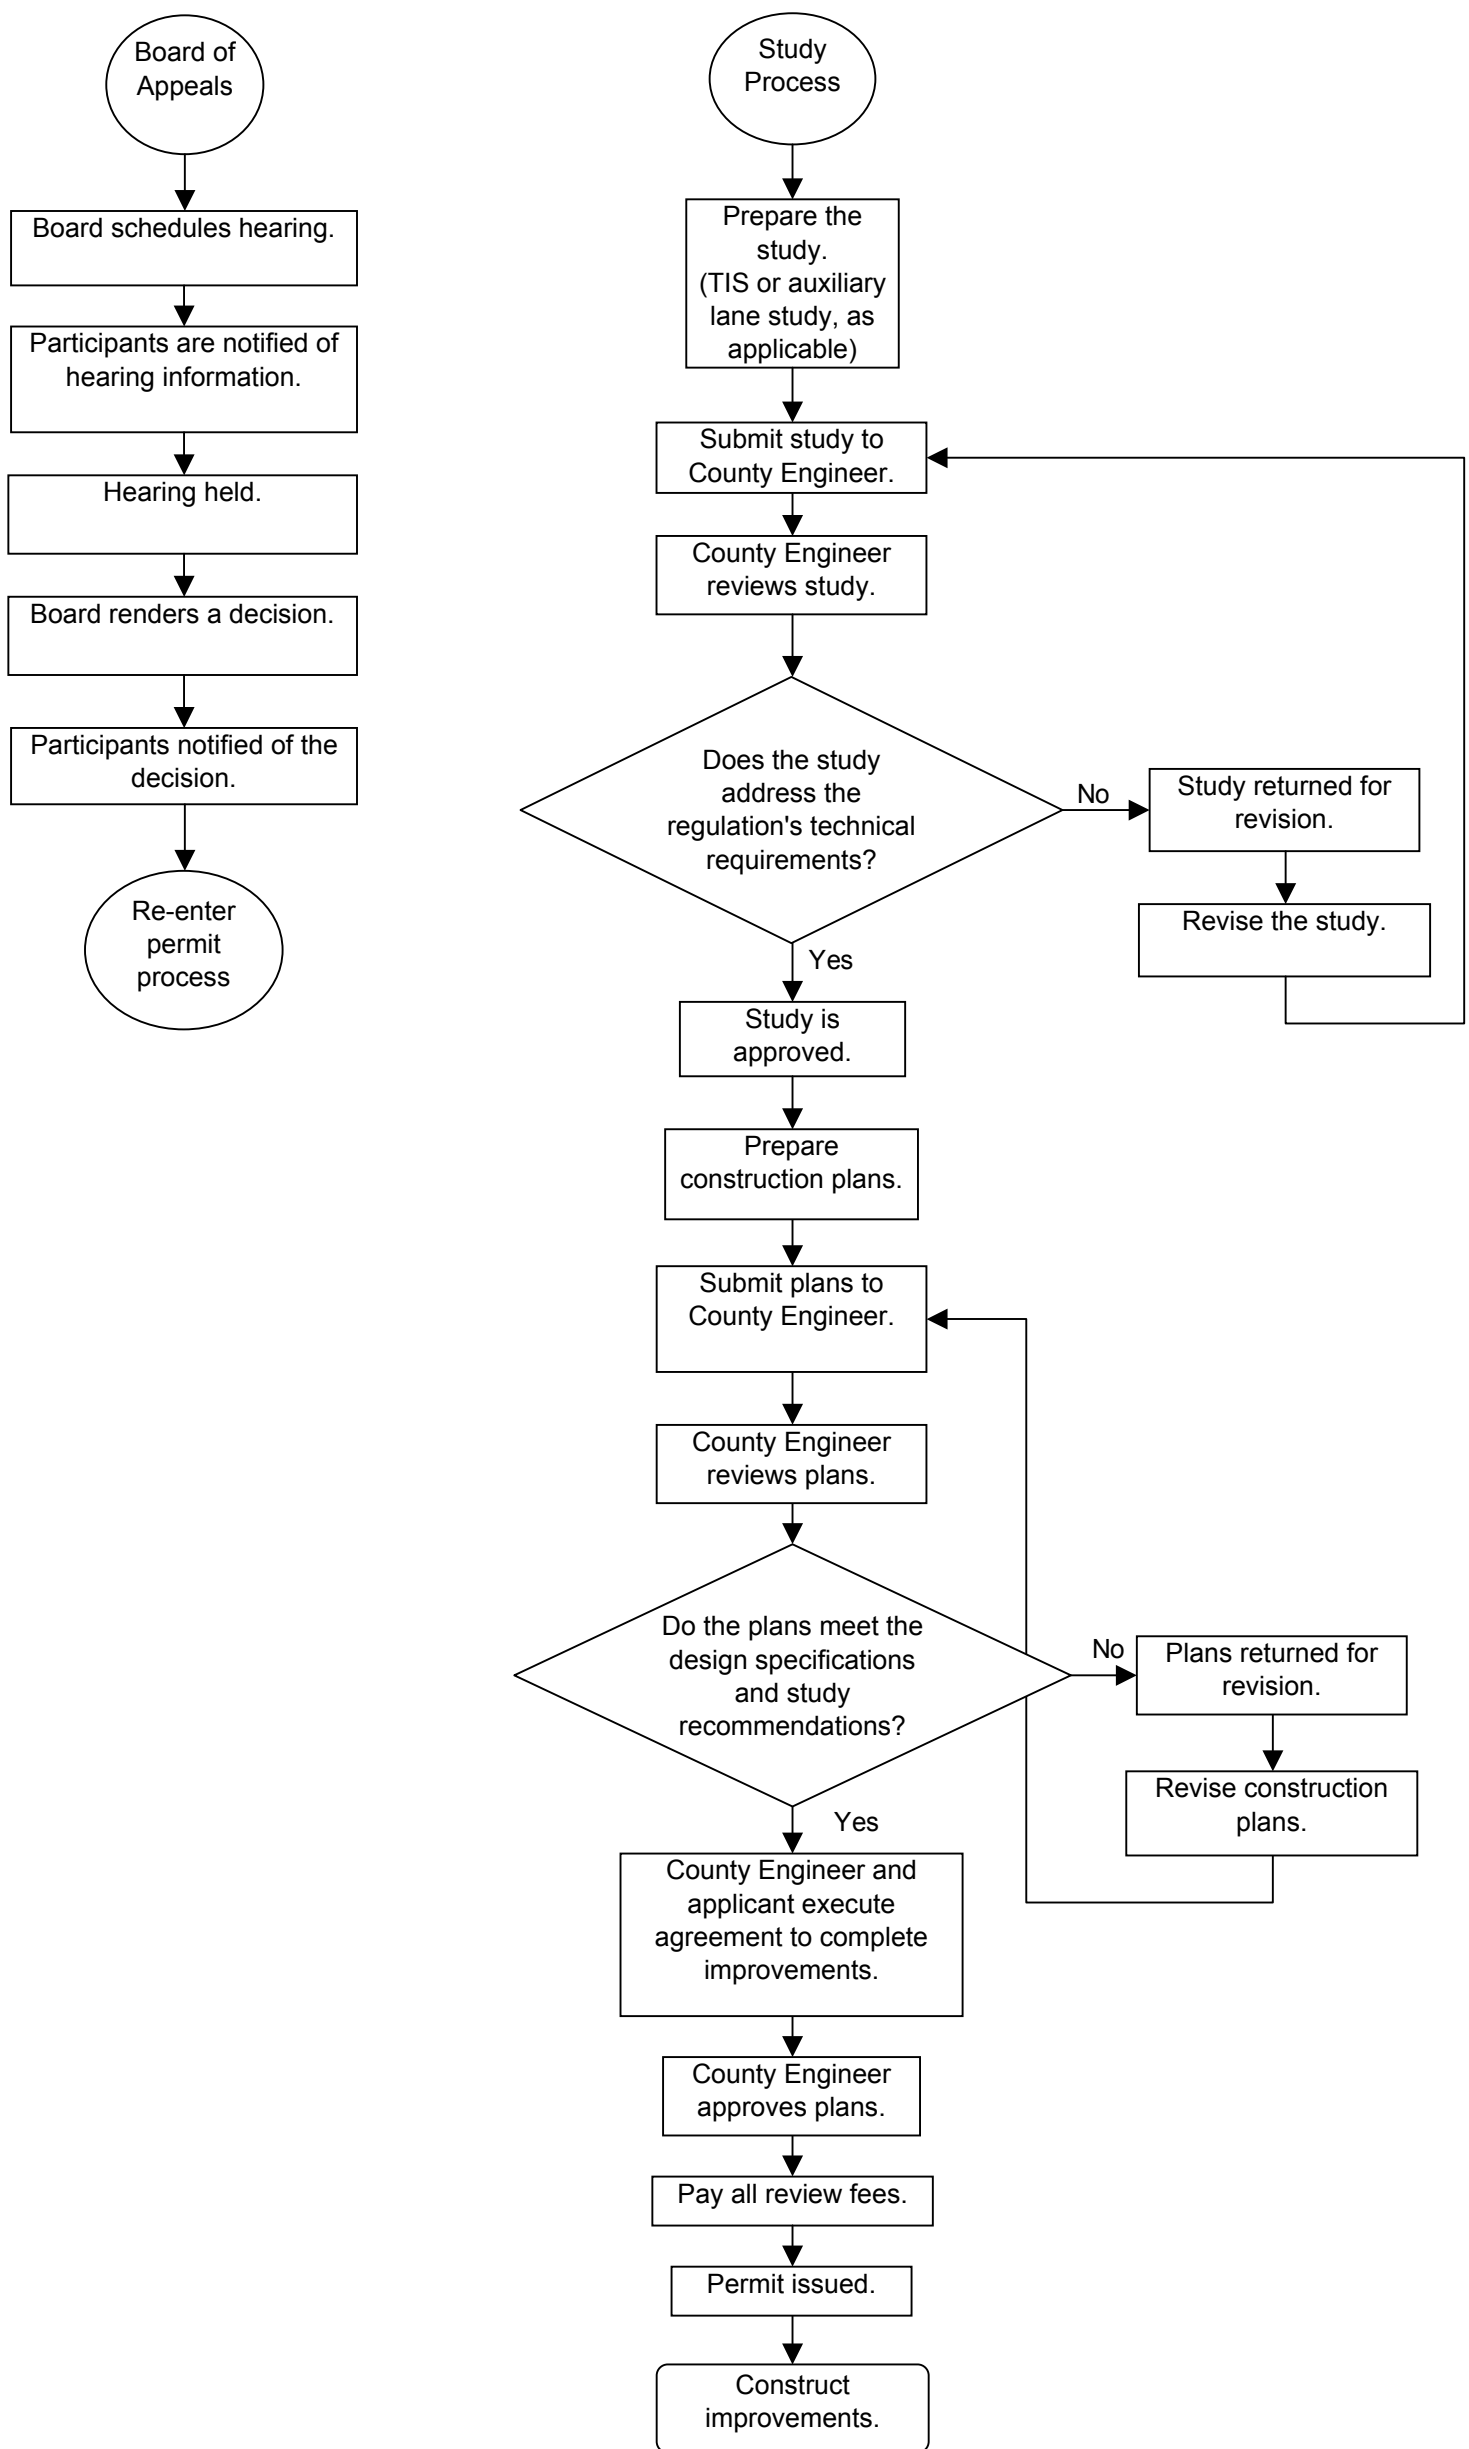 Board of
Appeals
Board schedules hearing.
Participants are notified of
hearing information.
Hearing held.
Board renders a decision.
Participants notified of the
decision.
Re-enter
permit
process
Study
Process
Prepare the
study.
(TIS or auxiliary
lane study, as
applicable)
Submit study to
County Engineer.
County Engineer
reviews study.
Does the study
address the
regulation's technical
requirements?
No
Study returned for
revision.
Revise the study.
Yes
Study is
approved.
Prepare
construction plans.
Submit plans to
County Engineer.
County Engineer
reviews plans.
Do the plans meet the
design specifications
and study
recommendations?
No
Plans returned for
revision.
Revise construction
plans.
Yes
County Engineer and
applicant execute
agreement to complete
improvements.
County Engineer
approves plans.
Pay all review fees.
Permit issued.
Construct
improvements.